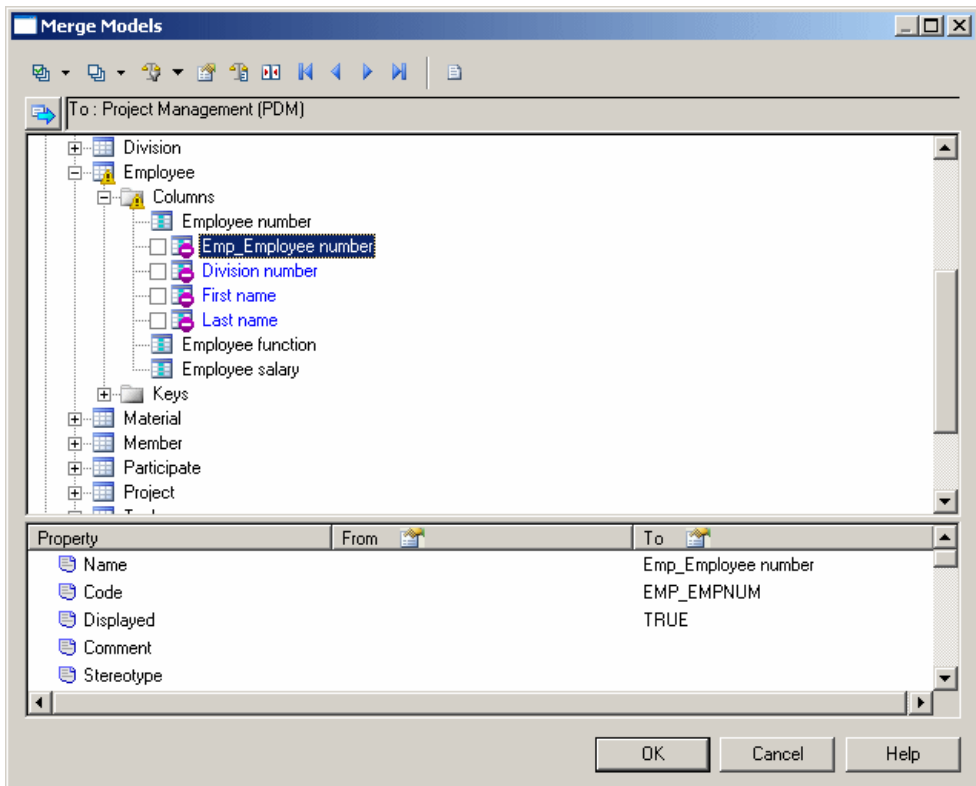 Merge Models
To : Project Management (PDM)
Division
Employee
Columns
Employee number
Emp_Employee number
Division number
First name
Last name
Employee function
Employee salary
Keys
Material
Member
Participate
Project
Property From To
Name Emp_Employee number
Code EMP_EMPNUM
Displayed TRUE
Comment
Stereotype
OK Cancel Help